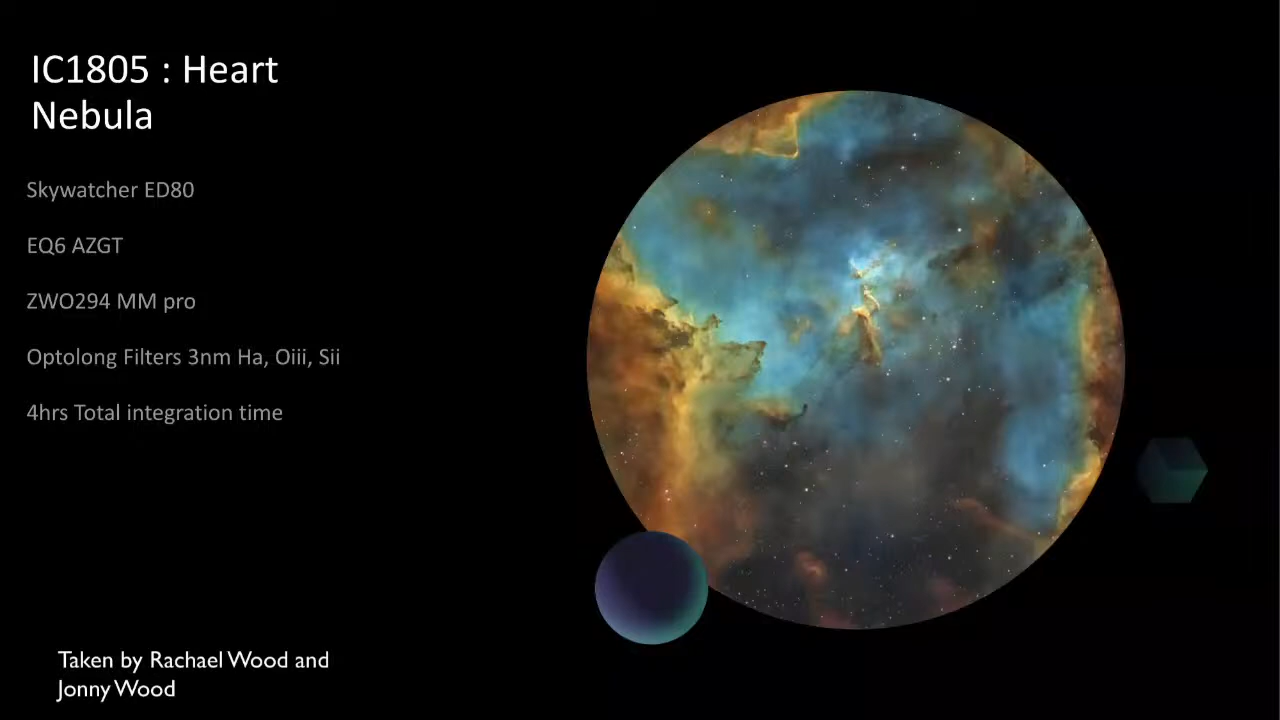 IC1805 : Heart
Nebula
Skywatcher ED80
EQ6 AZGT
ZWO294 MM pro
Optolong Filters 3nm Ha, Oiii, Sii
4hrs Total integration time
Taken by Rachael Wood and
Jonny Wood